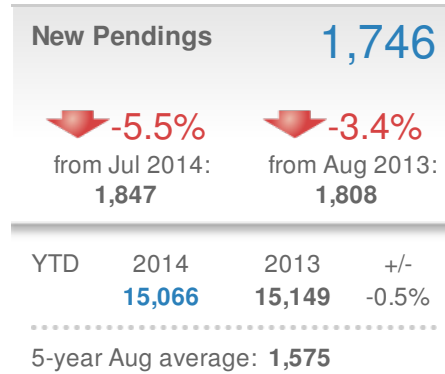 New Pendings 1,746
-5.5% -3.4%
from Jul 2014: from Aug 2013:
1,847 1,808
YTD 2014 2013 +/-
15,066 15,149 -0.5%
5-year Aug average: 1,575